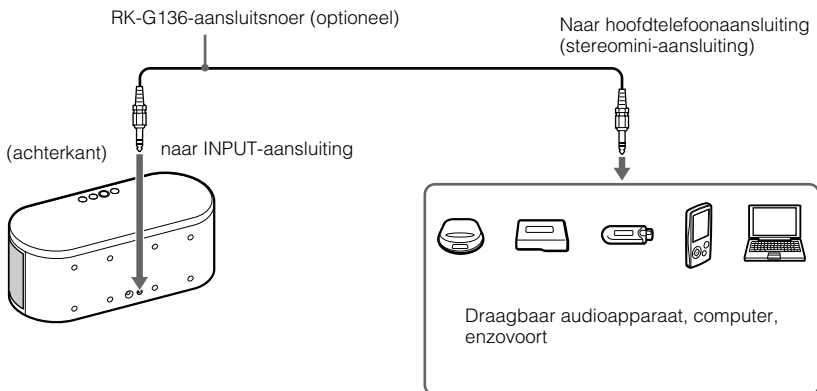 RK-G136-aansluitsnoer (optioneel)
Naar hoofdtelefoonaansluiting
(stereomini-aansluiting)
(achterkant)
naar INPUT-aansluiting
Draagbaar audioapparaat, computer,
enzovoort